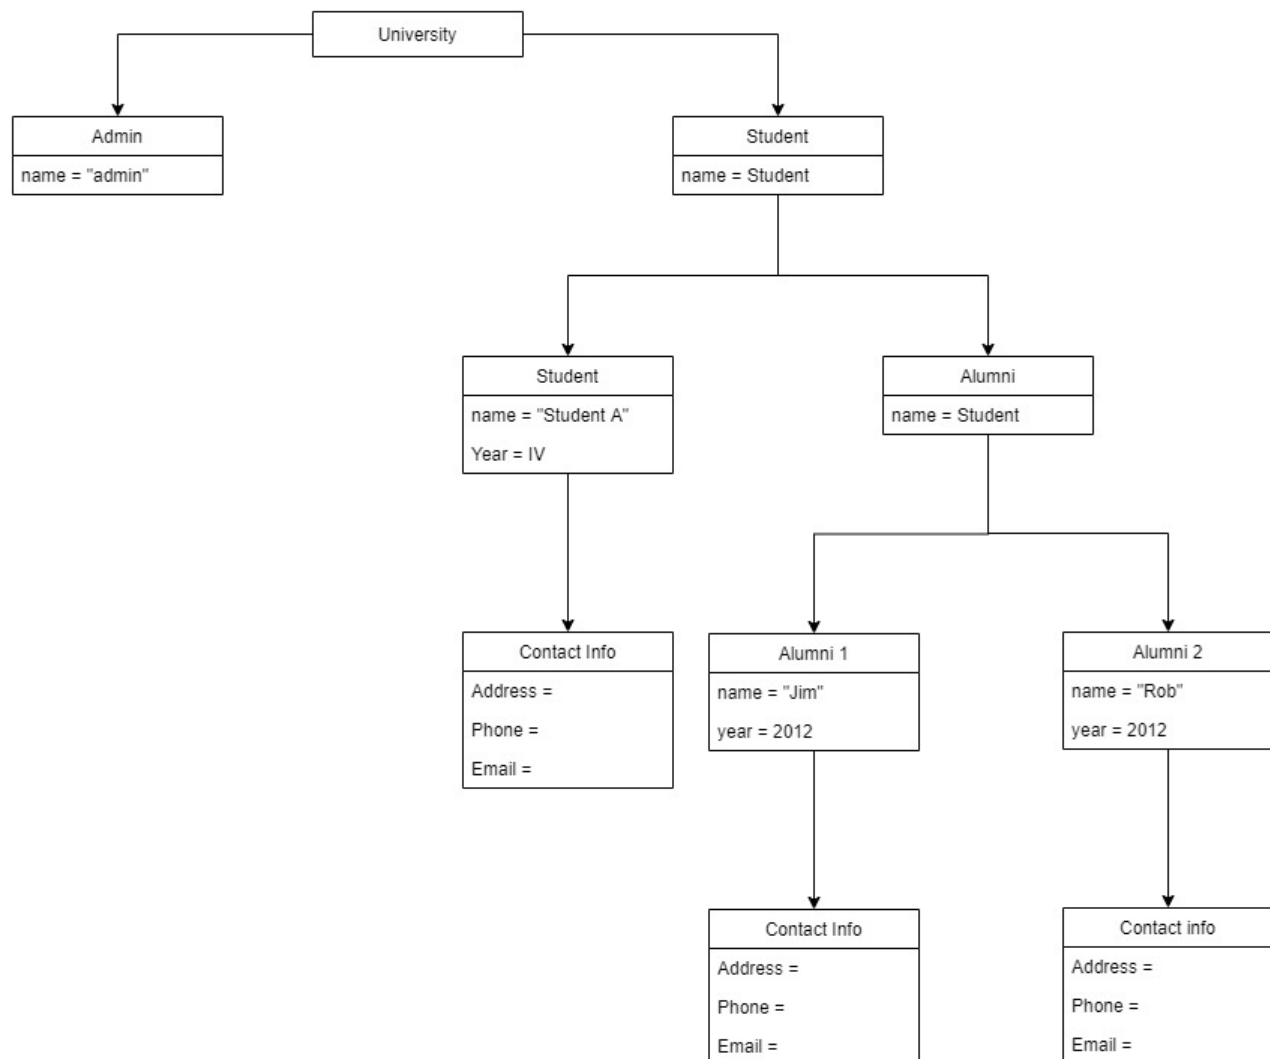 University
Admin
name = "admin"
Student
name = Student
Student
name = "Student A"
Year = IV
Alumni
name = Student
Contact Info
Address =
Phone =
Email =
Alumni 1
name = "Jim"
year = 2012
Alumni 2
name = "Rob"
year = 2012
Contact Info
Address =
Phone =
Email =
Contact info
Address =
Phone =
Email =